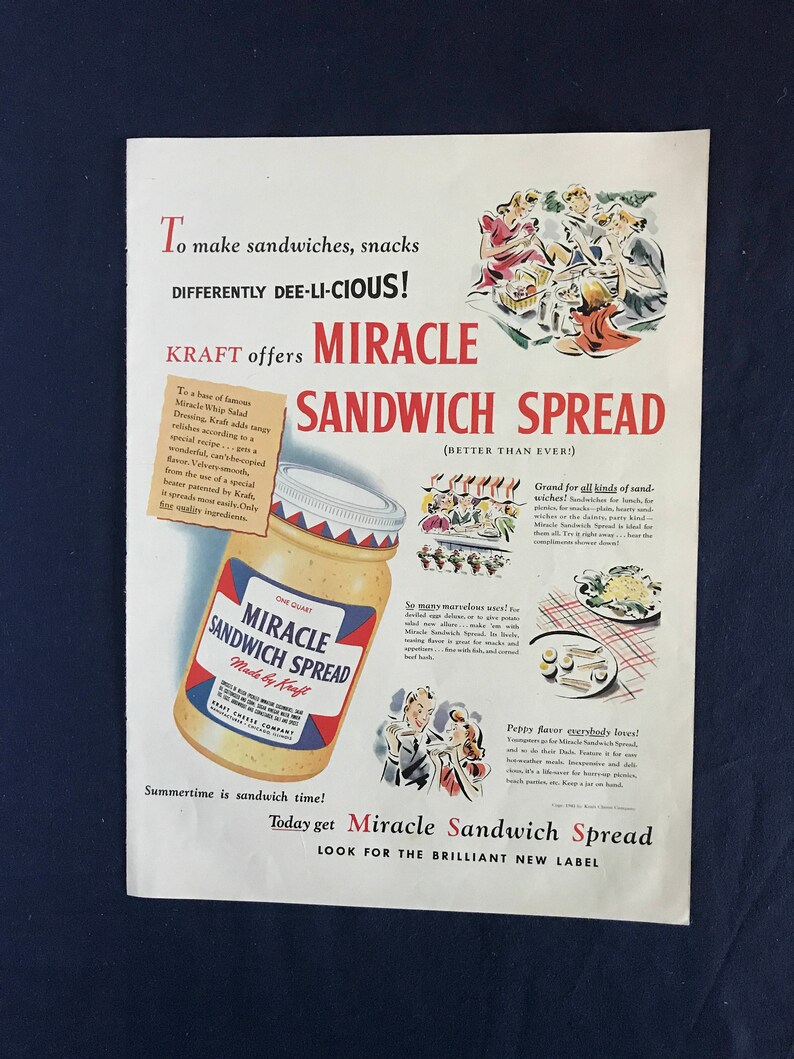 To make sandwiches, snacks
DIFFERENTLY DEE-LI-CIOUS!
KRAFT offers MIRACLE
SANDWICH SPREAD
(BETTER THAN EVER!)
To a base of famous
Miracle Whip Salad
Dressing, Kraft adds tangy
relishes according to a
special recipe . . . gets a
wonderful, can't-be-copied
flavor. Velvety-smooth,
from the use of a special
beater patented by Kraft,
it spreads most easily. Only
fine quality ingredients.
ONE QUART
MIRACLE
SANDWICH SPREAD
Made by Kraft
KRAFT CHEESE COMPANY
MANUFACTURER • CHICAGO, ILLINOIS
Grand for all kinds of sand-
wiches! Sandwiches for lunch, for
picnics, for snacks—plain, hearty sand-
wiches or the dainty, party kind—
Miracle Sandwich Spread is ideal for
them all. Try it right away . . . hear the
compliments shower down!
So many marvelous uses! For
deviled eggs deluxe, or to give potato
salad new allure . . . make 'em with
Miracle Sandwich Spread. Its lively,
teasing flavor is great for snacks and
appetizers . . . fine with fish, and corned
beef hash.
Peppy flavor everybody loves!
Youngsters go for Miracle Sandwich Spread,
and so do their Dads. Feature it for easy
hot-weather meals. Inexpensive and deli-
cious, it's a life-saver for hurry-up picnics,
beach parties, etc. Keep a jar on hand.
Summertime is sandwich time!
Today get Miracle Sandwich Spread
LOOK FOR THE BRILLIANT NEW LABEL